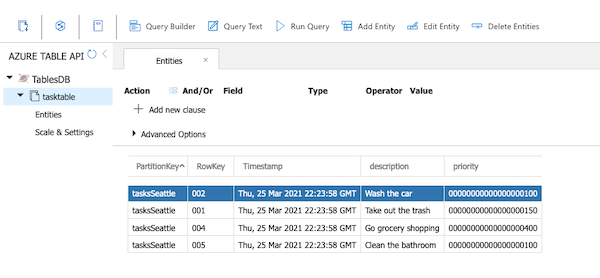 Query Builder Query Text Run Query Add Entity Edit Entity Delete Entities
AZURE TABLE API
TablesDB
tasktable
Entities
Scale & Settings
Entities
Action And/Or Field Type Operator Value
Add new clause
Advanced Options
PartitionKey RowKey Timestamp description priority
tasksSeattle 002 Thu, 25 Mar 2021 22:23:58 GMT Wash the car 00000000000000000100
tasksSeattle 001 Thu, 25 Mar 2021 22:23:58 GMT Take out the trash 00000000000000000150
tasksSeattle 004 Thu, 25 Mar 2021 22:23:58 GMT Go grocery shopping 00000000000000000400
tasksSeattle 005 Thu, 25 Mar 2021 22:23:58 GMT Clean the bathroom 00000000000000000100